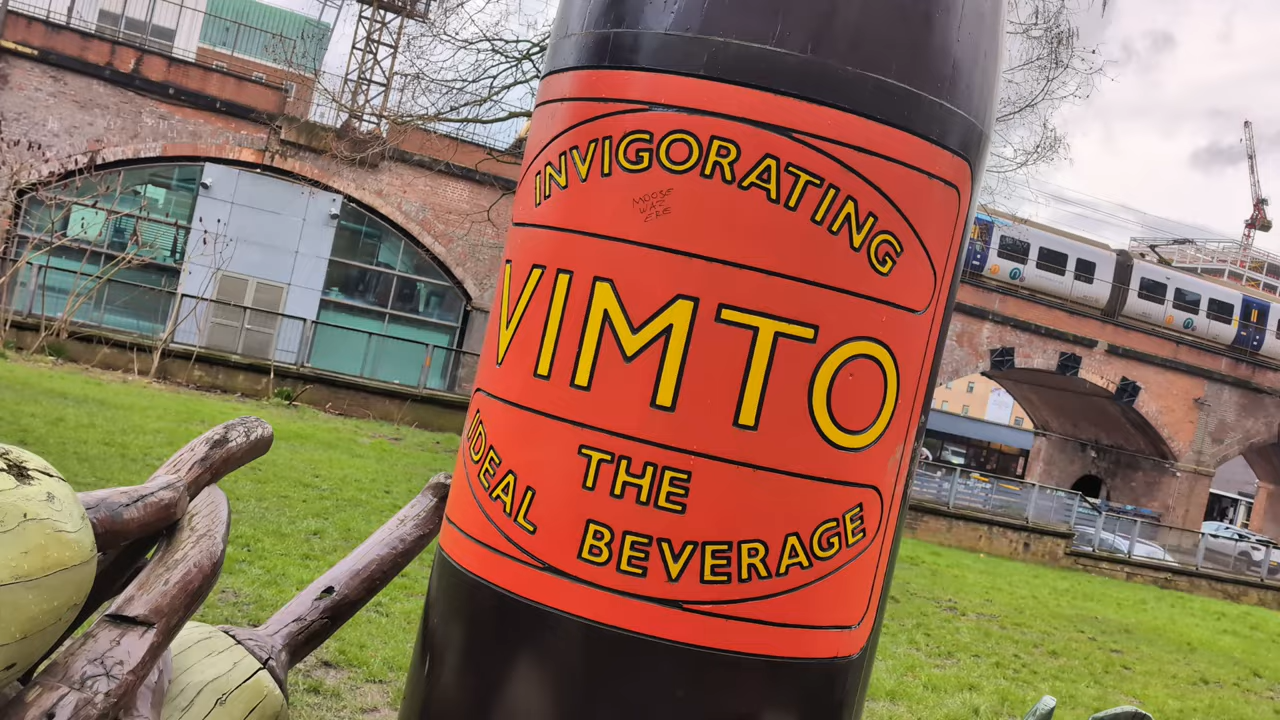 INVIGORATING
MOOSE
WAZ
ERE
VIMTO
THE
IDEAL BEVERAGE